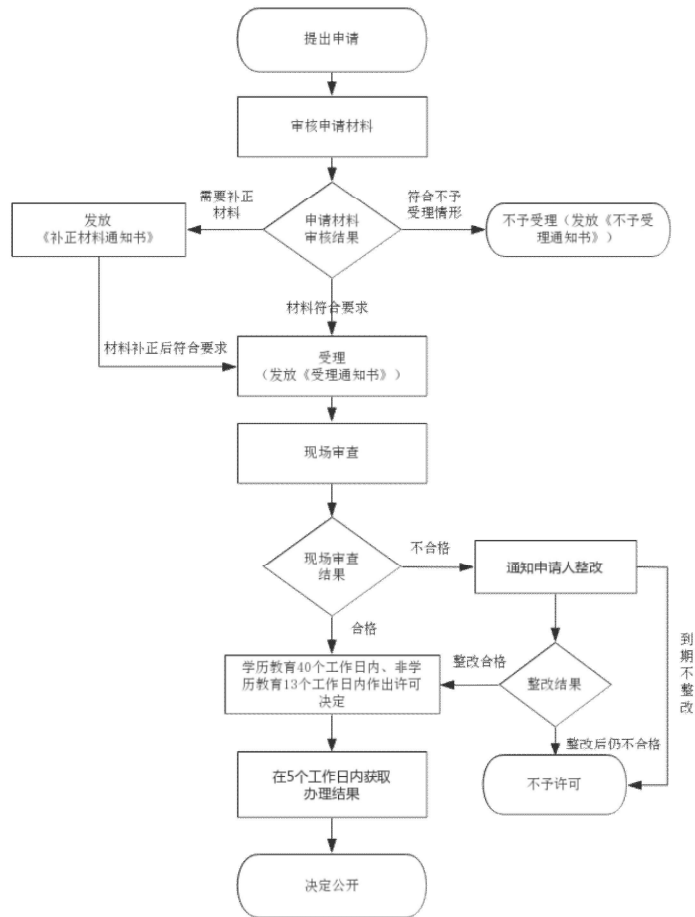 提出申请
审核申请材料
需要补正
材料
符合不予
受理情形
发放
《补正材料通知书》
申请材料
审核结果
不予受理（发放《不予受
理通知书》）
材料符合要求
材料补正后符合要求
受理
（发放《受理通知书》）
现场审查
现场审查
结果
不合格
通知申请人整改
合格
到
期
不
整
改
学历教育40个工作日内、非学
历教育13个工作日内作出许可
决定
整改合格
整改结果
整改后仍不合格
在5个工作日内获取
办理结果
不予许可
决定公开